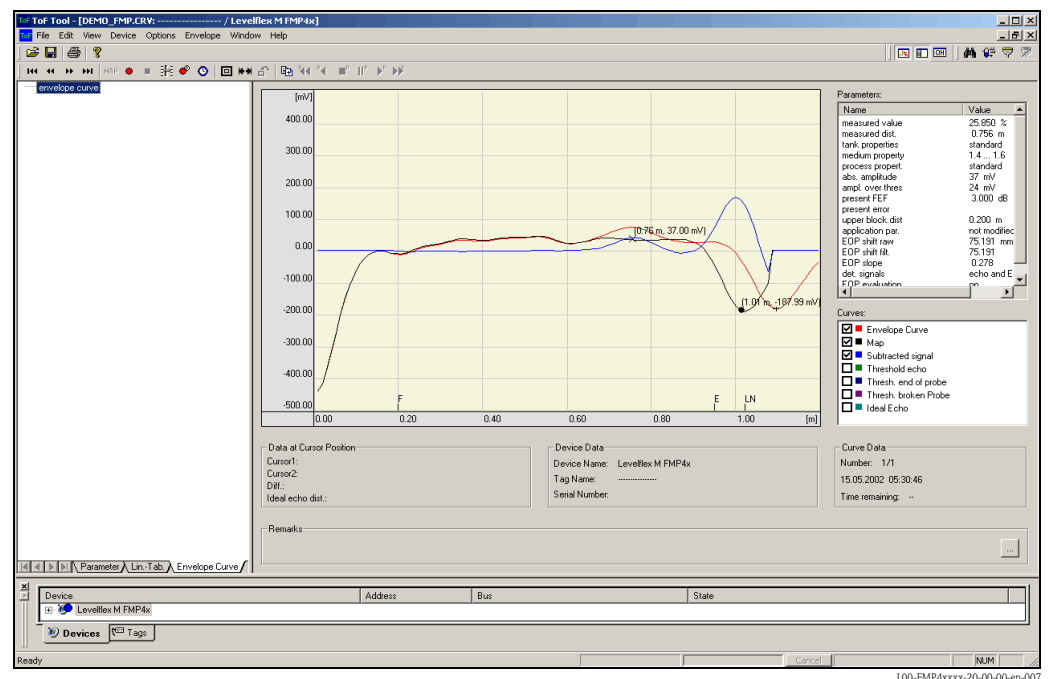 ToF Tool - [DEMO_FMP.CRV: ---------------- / Levelflex M FMP4x]
File Edit View Device Options Envelope Window Help
MAP
envelope curve
[mV]
400.00
300.00
200.00
100.00
0.00
-100.00
-200.00
-300.00
-400.00
-500.00
[0.76 m, 37.00 mV)
(1.01 m, -187.99 mV)
F E LN
0.00 0.20 0.40 0.60 0.80 1.00 [m]
Parameters:
Name Value
measured value 25.850 %
measured dist. 0.756 m
tank properties standard
medium property 1.4 ... 1.6
process propert. standard
abs. amplitude 37 mV
ampl. over thres 24 mV
present FEF 3.000 dB
present error
upper block.dist 0.200 m
application par. not modified
EOP shift raw 75.191 mm
EOP shift filt. 75.191
EOP slope 0.278
det. signals echo and E
EOP evaluation on
Curves:
Envelope Curve
Map
Subtracted signal
Threshold echo
Thresh. end of probe
Thresh. broken Probe
Ideal Echo
Data at Cursor Position
Cursor1:
Cursor2:
Diff.:
Ideal echo dist.:
Device Data
Device Name: Levelflex M FMP4x
Tag Name: ----------------
Serial Number:
Curve Data
Number: 1/1
15.05.2002 05:30:46
Time remaining: --
Remarks
...
Parameter Lin.-Tab. Envelope Curve
Device Address Bus State
Levelflex M FMP4x
Devices Tags
Ready Cancel NUM
100-FMP4xxxx-20-00-00-en-007